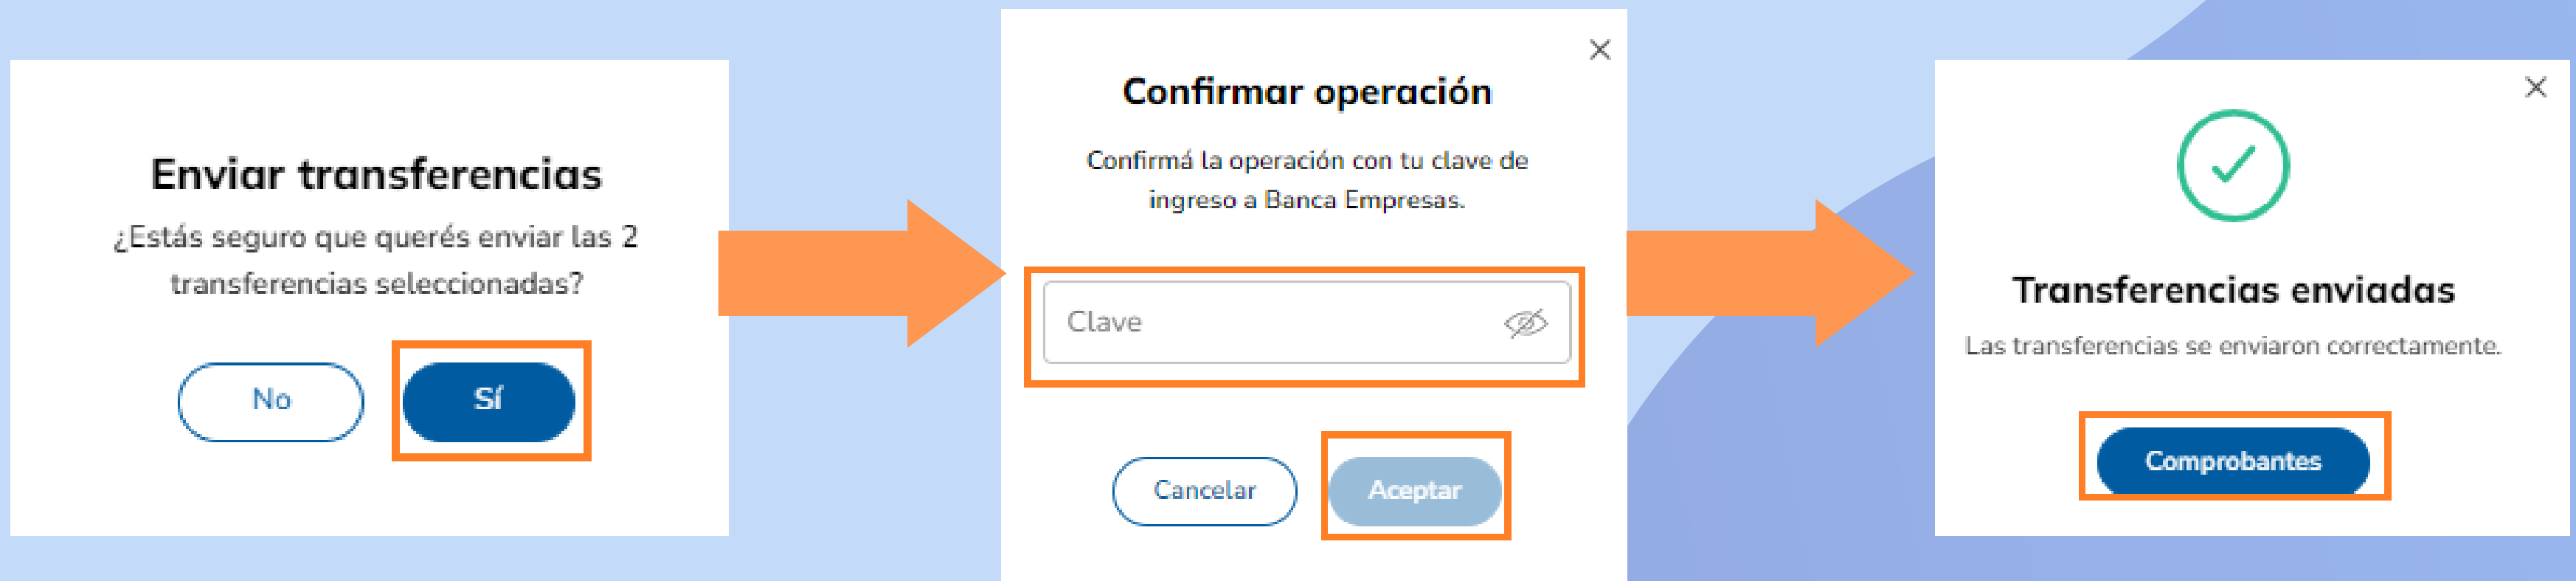 Enviar transferencias
¿Estás seguro que querés enviar las 2
transferencias seleccionadas?
No
Sí
Confirmar operación
Confirmá la operación con tu clave de
ingreso a Banca Empresas.
Clave
Cancelar
Aceptar
Transferencias enviadas
Las transferencias se enviaron correctamente.
Comprobantes